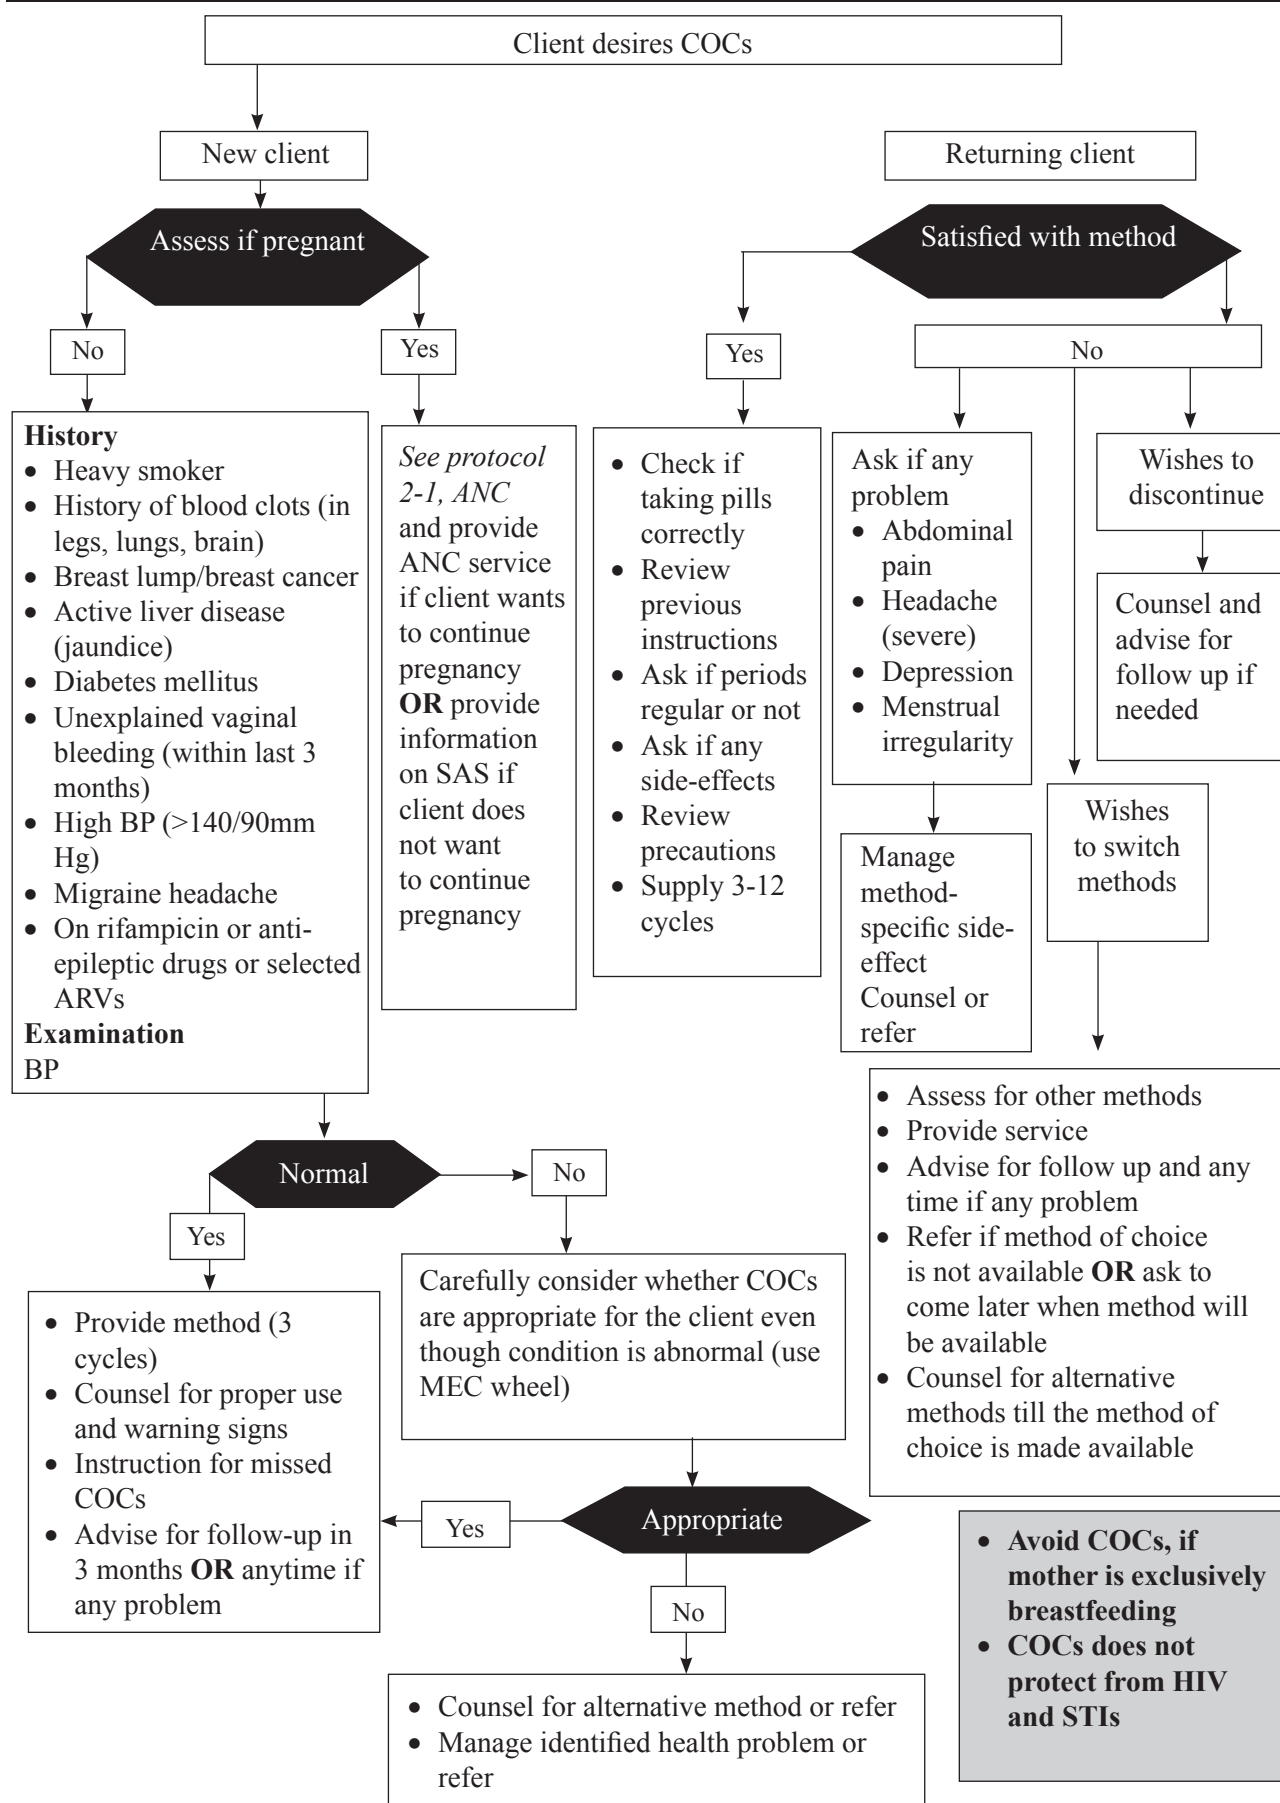 Client desires COCs
New client
Returning client
Assess if pregnant
Satisfied with method
No
Yes
Yes
No
History
• Heavy smoker
• History of blood clots (in
legs, lungs, brain)
• Breast lump/breast cancer
• Active liver disease
(jaundice)
• Diabetes mellitus
• Unexplained vaginal
bleeding (within last 3
months)
• High BP (>140/90mm
Hg)
• Migraine headache
• On rifampicin or anti-
epileptic drugs or selected
ARVs
Examination
BP
See protocol
2-1, ANC
and provide
ANC service
if client wants
to continue
pregnancy
OR provide
information
on SAS if
client does
not want
to continue
pregnancy
• Check if
taking pills
correctly
• Review
previous
instructions
• Ask if periods
regular or not
• Ask if any
side-effects
• Review
precautions
• Supply 3-12
cycles
Ask if any
problem
• Abdominal
pain
• Headache
(severe)
• Depression
• Menstrual
irregularity
Wishes to
discontinue
Counsel and
advise for
follow up if
needed
Manage
method-
specific side-
effect
Counsel or
refer
Wishes
to switch
methods
• Assess for other methods
• Provide service
• Advise for follow up and any
time if any problem
• Refer if method of choice
is not available OR ask to
come later when method will
be available
• Counsel for alternative
methods till the method of
choice is made available
Normal
No
Yes
• Provide method (3
cycles)
• Counsel for proper use
and warning signs
• Instruction for missed
COCs
• Advise for follow-up in
3 months OR anytime if
any problem
Carefully consider whether COCs
are appropriate for the client even
though condition is abnormal (use
MEC wheel)
Yes
Appropriate
No
• Counsel for alternative method or refer
• Manage identified health problem or
refer
• Avoid COCs, if
mother is exclusively
breastfeeding
• COCs does not
protect from HIV
and STIs